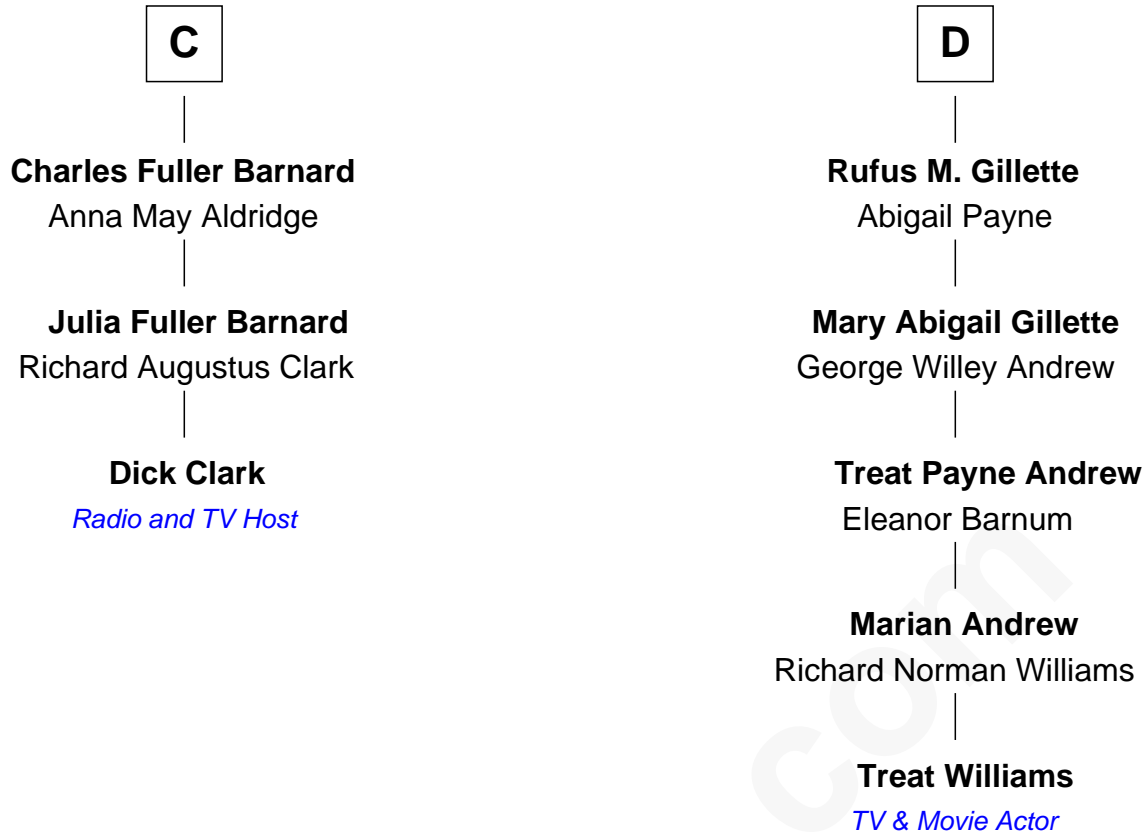 C
Charles Fuller Barnard
Anna May Aldridge
Julia Fuller Barnard
Richard Augustus Clark
Dick Clark
Radio and TV Host
D
Rufus M. Gillette
Abigail Payne
Mary Abigail Gillette
George Willey Andrew
Treat Payne Andrew
Eleanor Barnum
Marian Andrew
Richard Norman Williams
Treat Williams
TV & Movie Actor
com